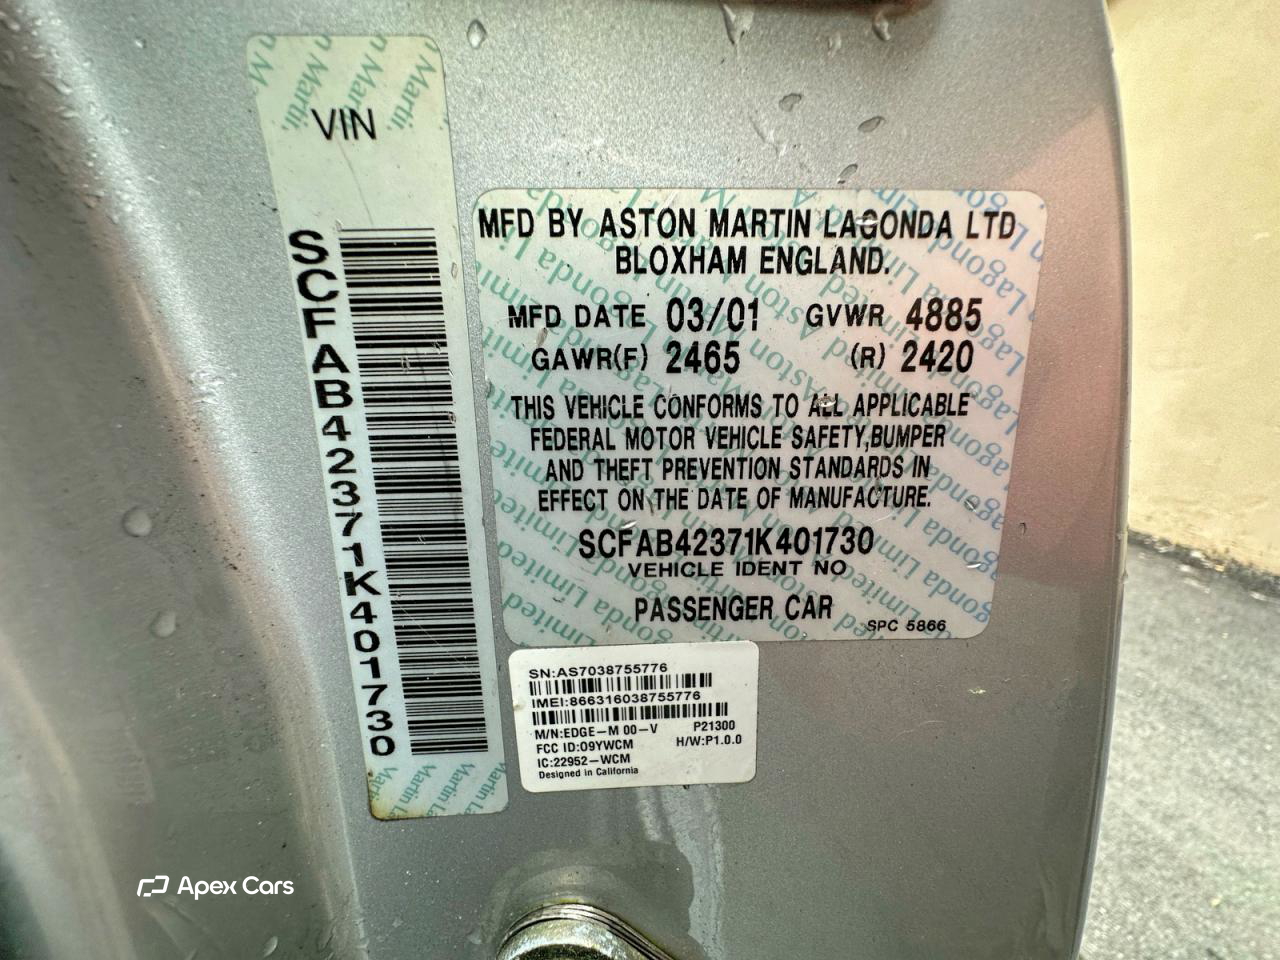 VIN
SCFAB42371K401730
MFD BY ASTON MARTIN LAGONDA LTD
BLOXHAM ENGLAND.
MFD DATE 03/01 GVWR 4885
GAWR(F) 2465 (R) 2420
THIS VEHICLE CONFORMS TO ALL APPLICABLE
FEDERAL MOTOR VEHICLE SAFETY,BUMPER
AND THEFT PREVENTION STANDARDS IN
EFFECT ON THE DATE OF MANUFACTURE.
SCFAB42371K401730
VEHICLE IDENT NO
PASSENGER CAR
SPC 5866
SN:AS7038755776
IMEI:866316038755776
M/N:EDGE-M 00-V P21300
FCC ID:O9YWCM H/W:P1.0.0
IC:22952-WCM
Designed in California
Apex Cars